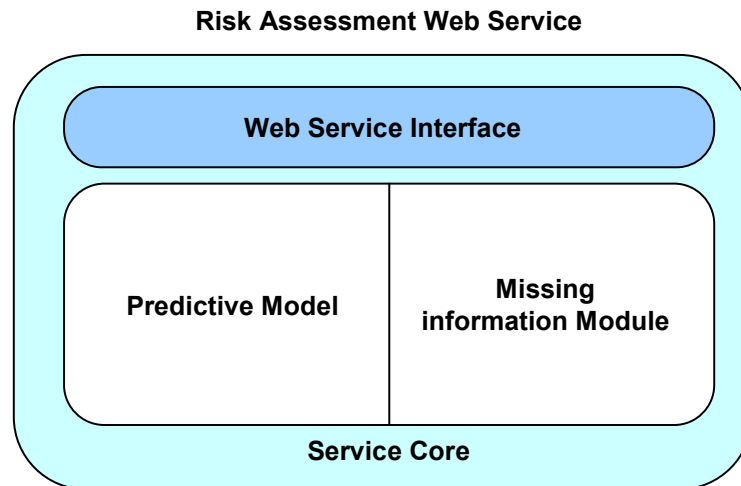 Risk Assessment Web Service
Web Service Interface
Predictive Model
Missing
information Module
Service Core